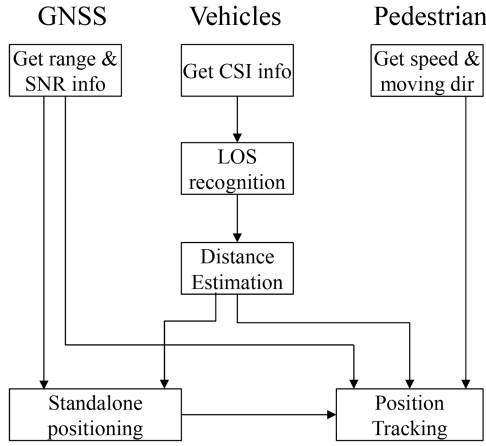 GNSS
Vehicles
Pedestrian
Get range &
SNR info
Get CSI info
Get speed &
moving dir
LOS
recognition
Distance
Estimation
Standalone
positioning
Position
Tracking